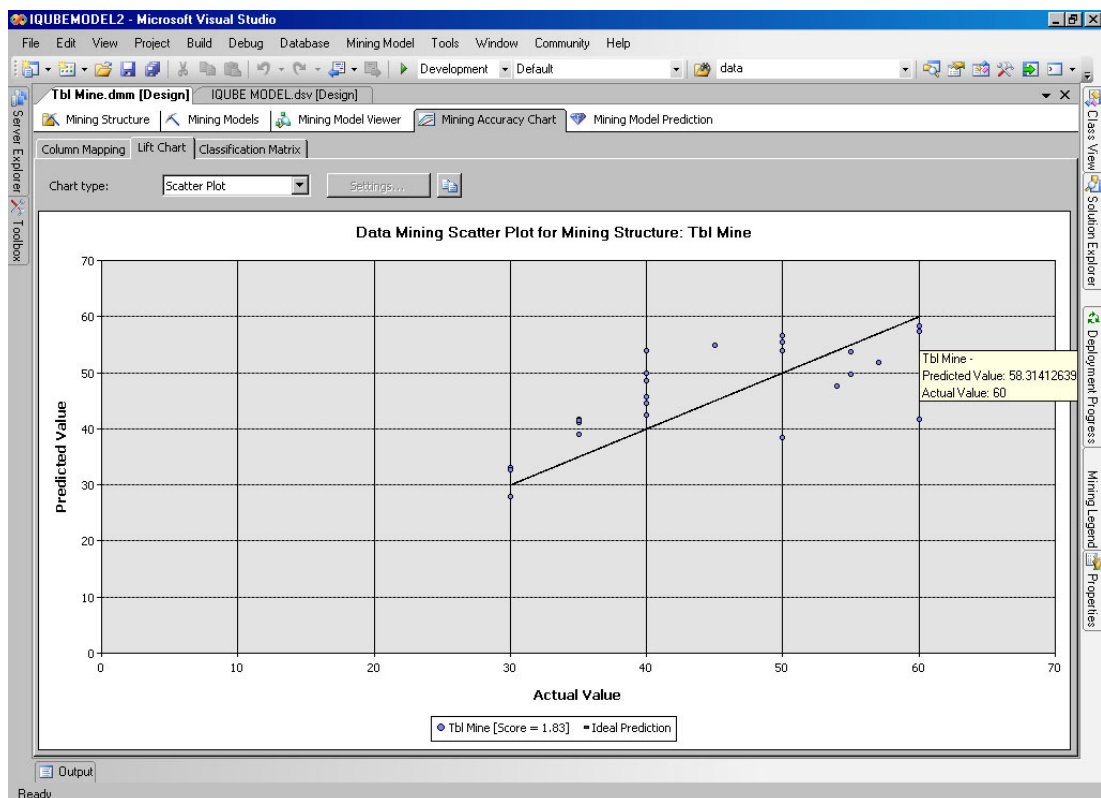 IQUBEMODEL2 - Microsoft Visual Studio
File Edit View Project Build Debug Database Mining Model Tools Window Community Help
Development Default data
Tbl Mine.dmm [Design] IQUBE MODEL.dsv [Design]
Mining Structure Mining Models Mining Model Viewer Mining Accuracy Chart Mining Model Prediction
Column Mapping Lift Chart Classification Matrix
Chart type: Scatter Plot Settings...
Server Explorer
Toolbox
Data Mining Scatter Plot for Mining Structure: Tbl Mine
Predicted Value
70
60
50
40
30
20
10
0
0 10 20 30 40 50 60 70
Actual Value
Tbl Mine -
Predicted Value: 58.31412639
Actual Value: 60
Tbl Mine [Score = 1.83] Ideal Prediction
Class View
Solution Explorer
Deployment Progress
Mining Legend
Properties
Output
Ready